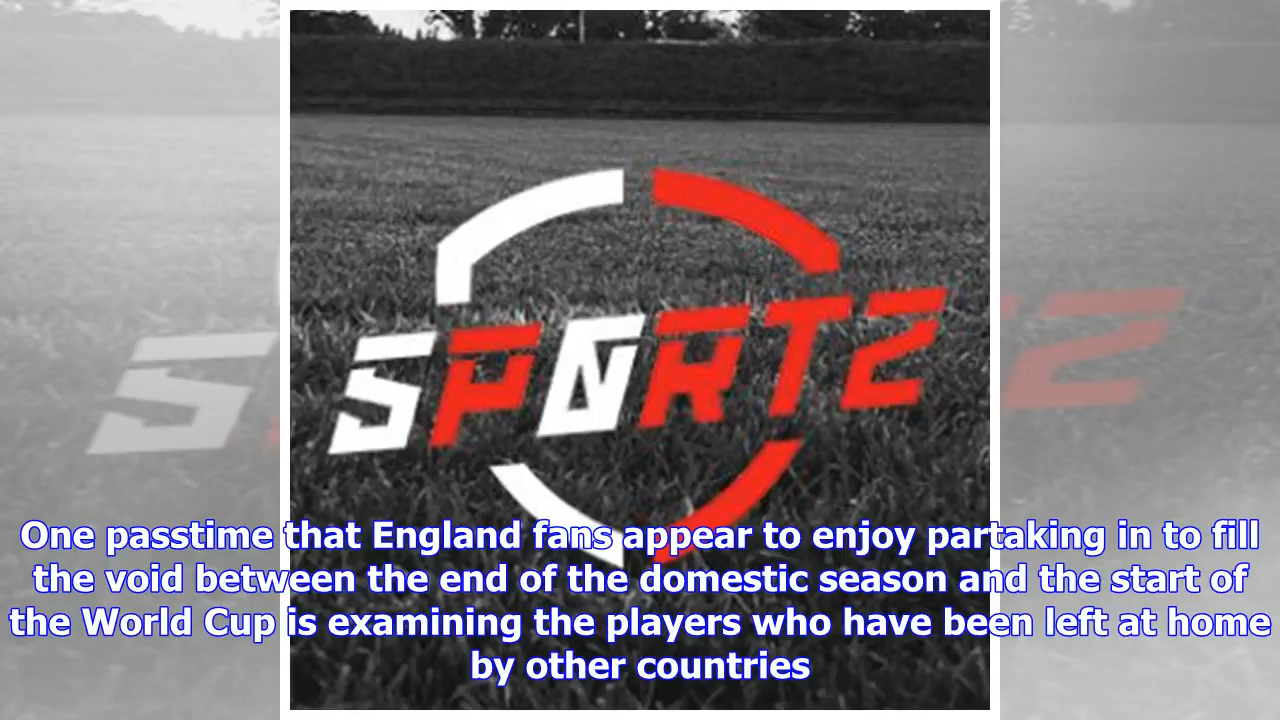 SPORTZ
One passtime that England fans appear to enjoy partaking in to fill
the void between the end of the domestic season and the start of
the World Cup is examining the players who have been left at home
by other countries